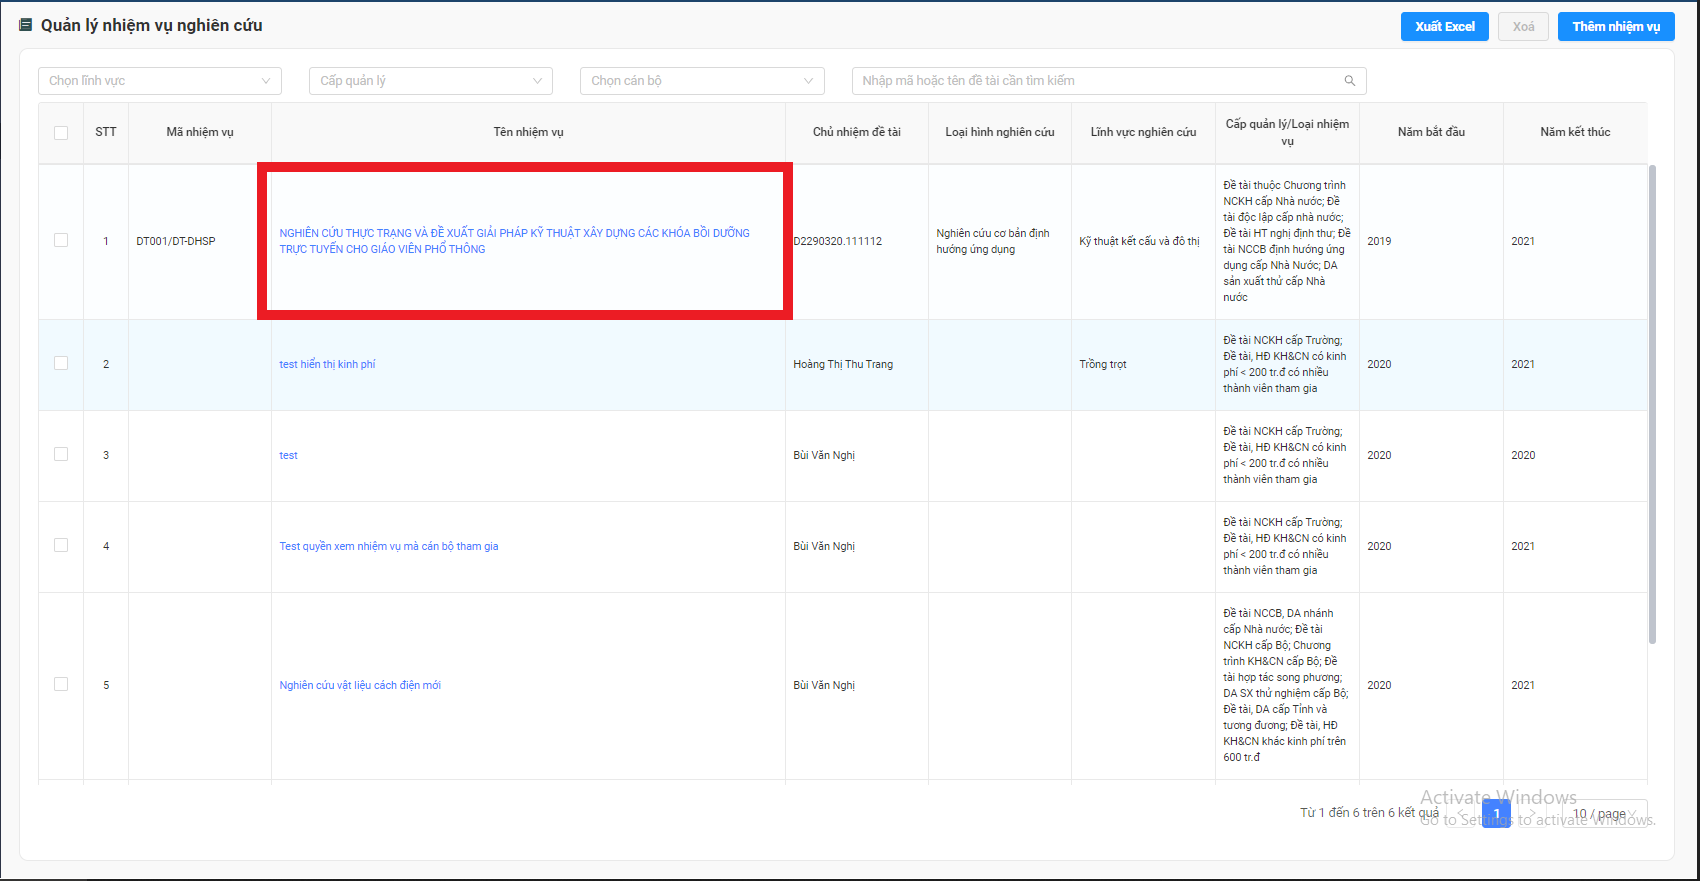 Quản lý nhiệm vụ nghiên cứu
Xuất Excel
Xoá
Thêm nhiệm vụ
Chọn lĩnh vực
Cấp quản lý
Chọn cán bộ
Nhập mã hoặc tên đề tài cần tìm kiếm
STT
Mã nhiệm vụ
Tên nhiệm vụ
Chủ nhiệm đề tài
Loại hình nghiên cứu
Lĩnh vực nghiên cứu
Cấp quản lý/Loại nhiệm
vụ
Năm bắt đầu
Năm kết thúc
1
DT001/DT-DHSP
NGHIÊN CỨU THỰC TRẠNG VÀ ĐỀ XUẤT GIẢI PHÁP KỸ THUẬT XÂY DỰNG CÁC KHÓA BỒI DƯỠNG
TRỰC TUYẾN CHO GIÁO VIÊN PHỔ THÔNG
D2290320.111112
Nghiên cứu cơ bản định
hướng ứng dụng
Kỹ thuật kết cấu và đô thị
Đề tài thuộc Chương trình
NCKH cấp Nhà nước; Đề
tài độc lập cấp nhà nước;
Đề tài HT nghị định thư; Đề
tài NCCB định hướng ứng
dụng cấp Nhà Nước; DA
sản xuất thử cấp Nhà
nước
2019
2021
2
test hiển thị kinh phí
Hoàng Thị Thu Trang
Trồng trọt
Đề tài NCKH cấp Trường;
Đề tài, HĐ KH&CN có kinh
phí < 200 tr.đ có nhiều
thành viên tham gia
2020
2021
3
test
Bùi Văn Nghị
Đề tài NCKH cấp Trường;
Đề tài, HĐ KH&CN có kinh
phí < 200 tr.đ có nhiều
thành viên tham gia
2020
2020
4
Test quyền xem nhiệm vụ mà cán bộ tham gia
Bùi Văn Nghị
Đề tài NCKH cấp Trường;
Đề tài, HĐ KH&CN có kinh
phí < 200 tr.đ có nhiều
thành viên tham gia
2020
2021
5
Nghiên cứu vật liệu cách điện mới
Bùi Văn Nghị
Đề tài NCCB, DA nhánh
cấp Nhà nước; Đề tài
NCKH cấp Bộ; Chương
trình KH&CN cấp Bộ; Đề
tài hợp tác song phương;
DA SX thử nghiệm cấp Bộ;
Đề tài, DA cấp Tỉnh và
tương đương; Đề tài, HĐ
KH&CN khác kinh phí trên
600 tr.đ
2020
2021
Từ 1 đến 6 trên 6 kết quả
1
10 / page
Activate Windows
Go to Settings to activate Windows.